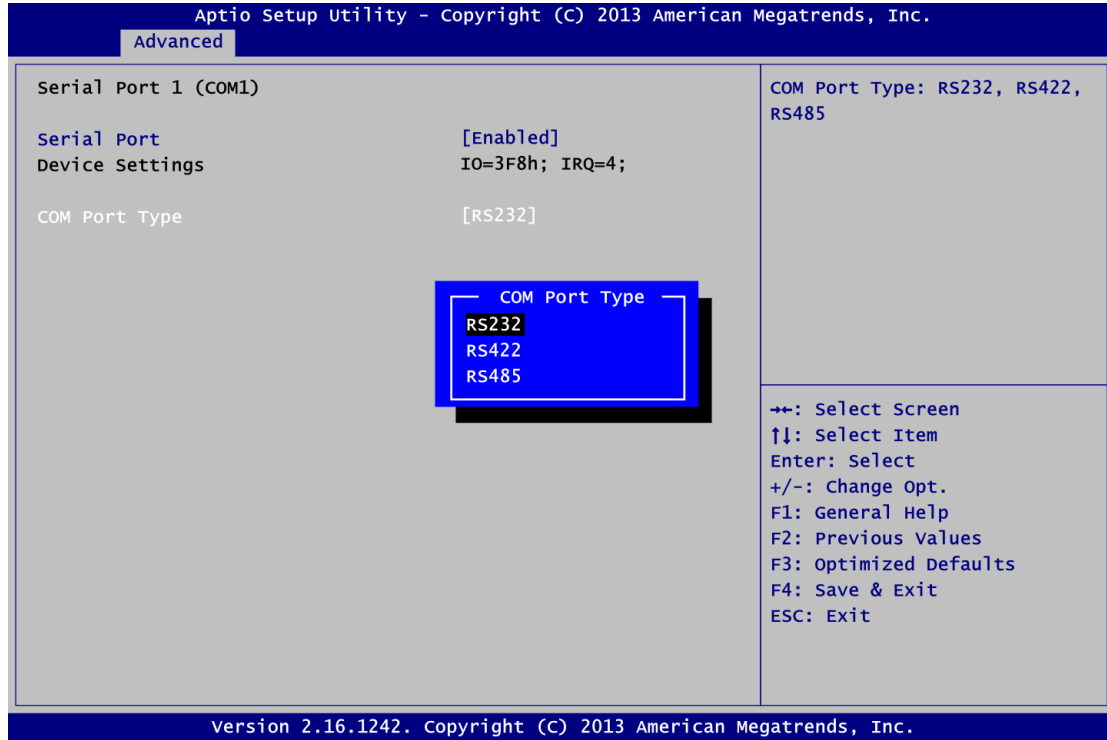 Aptio Setup Utility – Copyright (C) 2013 American Megatrends, Inc.
Advanced
Serial Port 1 (COM1)
Serial Port [Enabled]
Device Settings IO=3F8h; IRQ=4;
COM Port Type [RS232]
COM Port Type
RS232
RS422
RS485
COM Port Type: RS232, RS422,
RS485
→←: Select Screen
↑↓: Select Item
Enter: Select
+/-: Change Opt.
F1: General Help
F2: Previous Values
F3: Optimized Defaults
F4: Save & Exit
ESC: Exit
Version 2.16.1242. Copyright (C) 2013 American Megatrends, Inc.